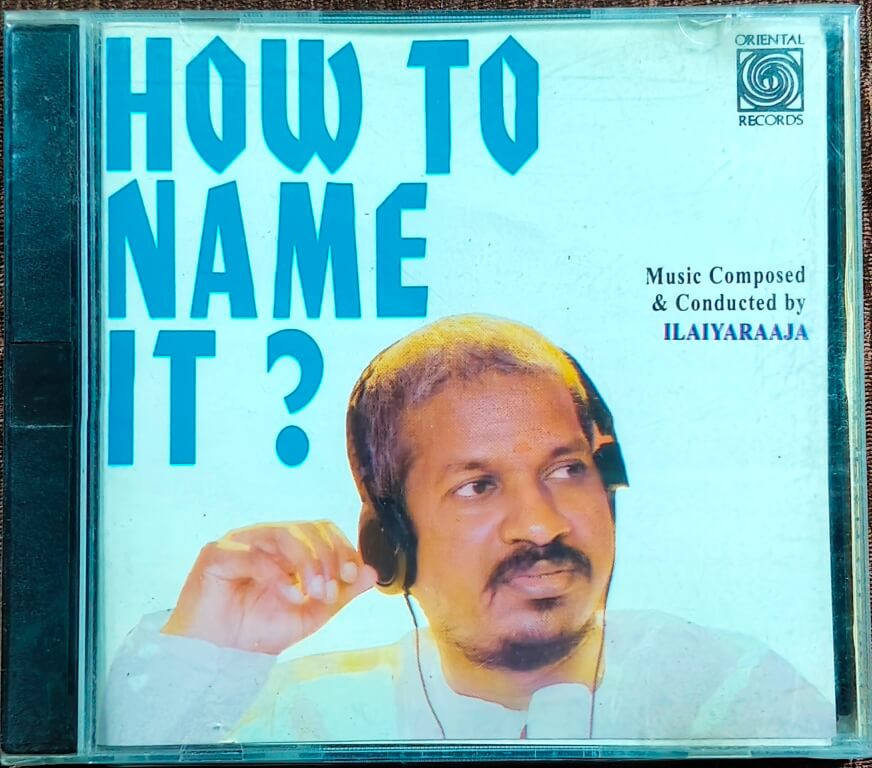 HOW TO
NAME
IT ?
ORIENTAL
RECORDS
Music Composed
& Conducted by
ILAIYARAAJA